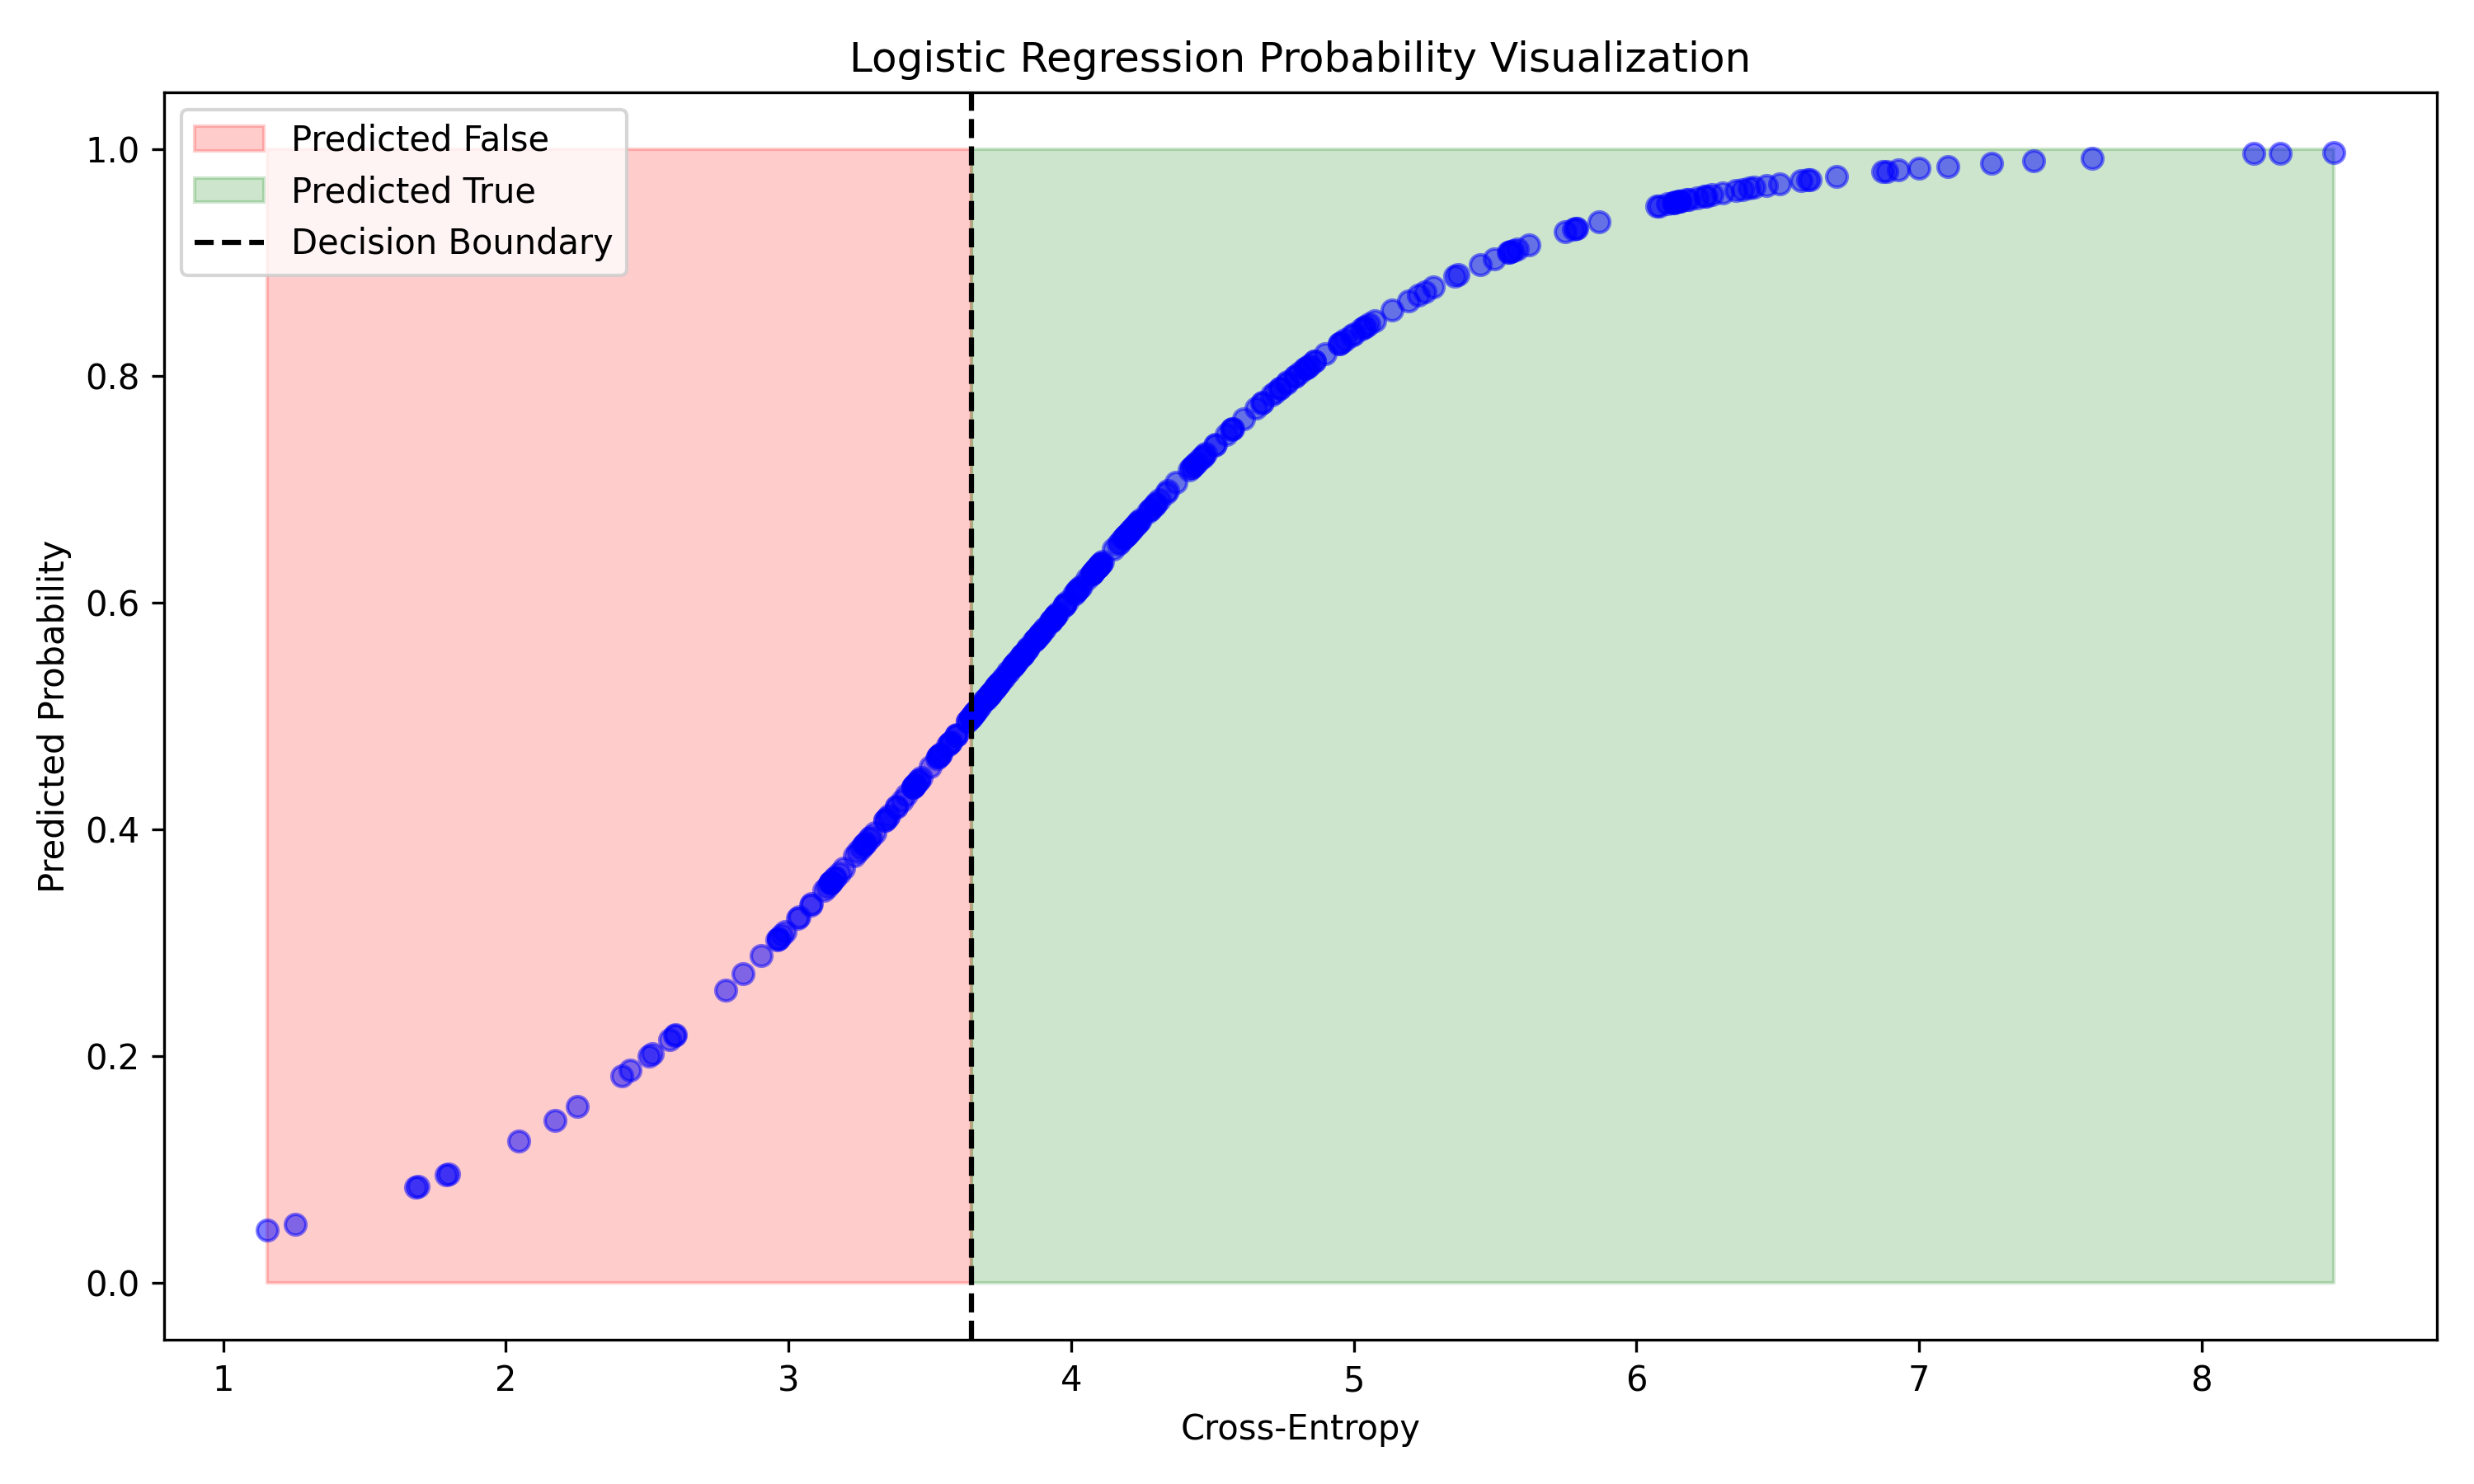 Logistic Regression Probability Visualization
Predicted False
Predicted True
Decision Boundary
1.0
0.8
0.6
0.4
0.2
0.0
Predicted Probability
1 2 3 4 5 6 7 8
Cross-Entropy